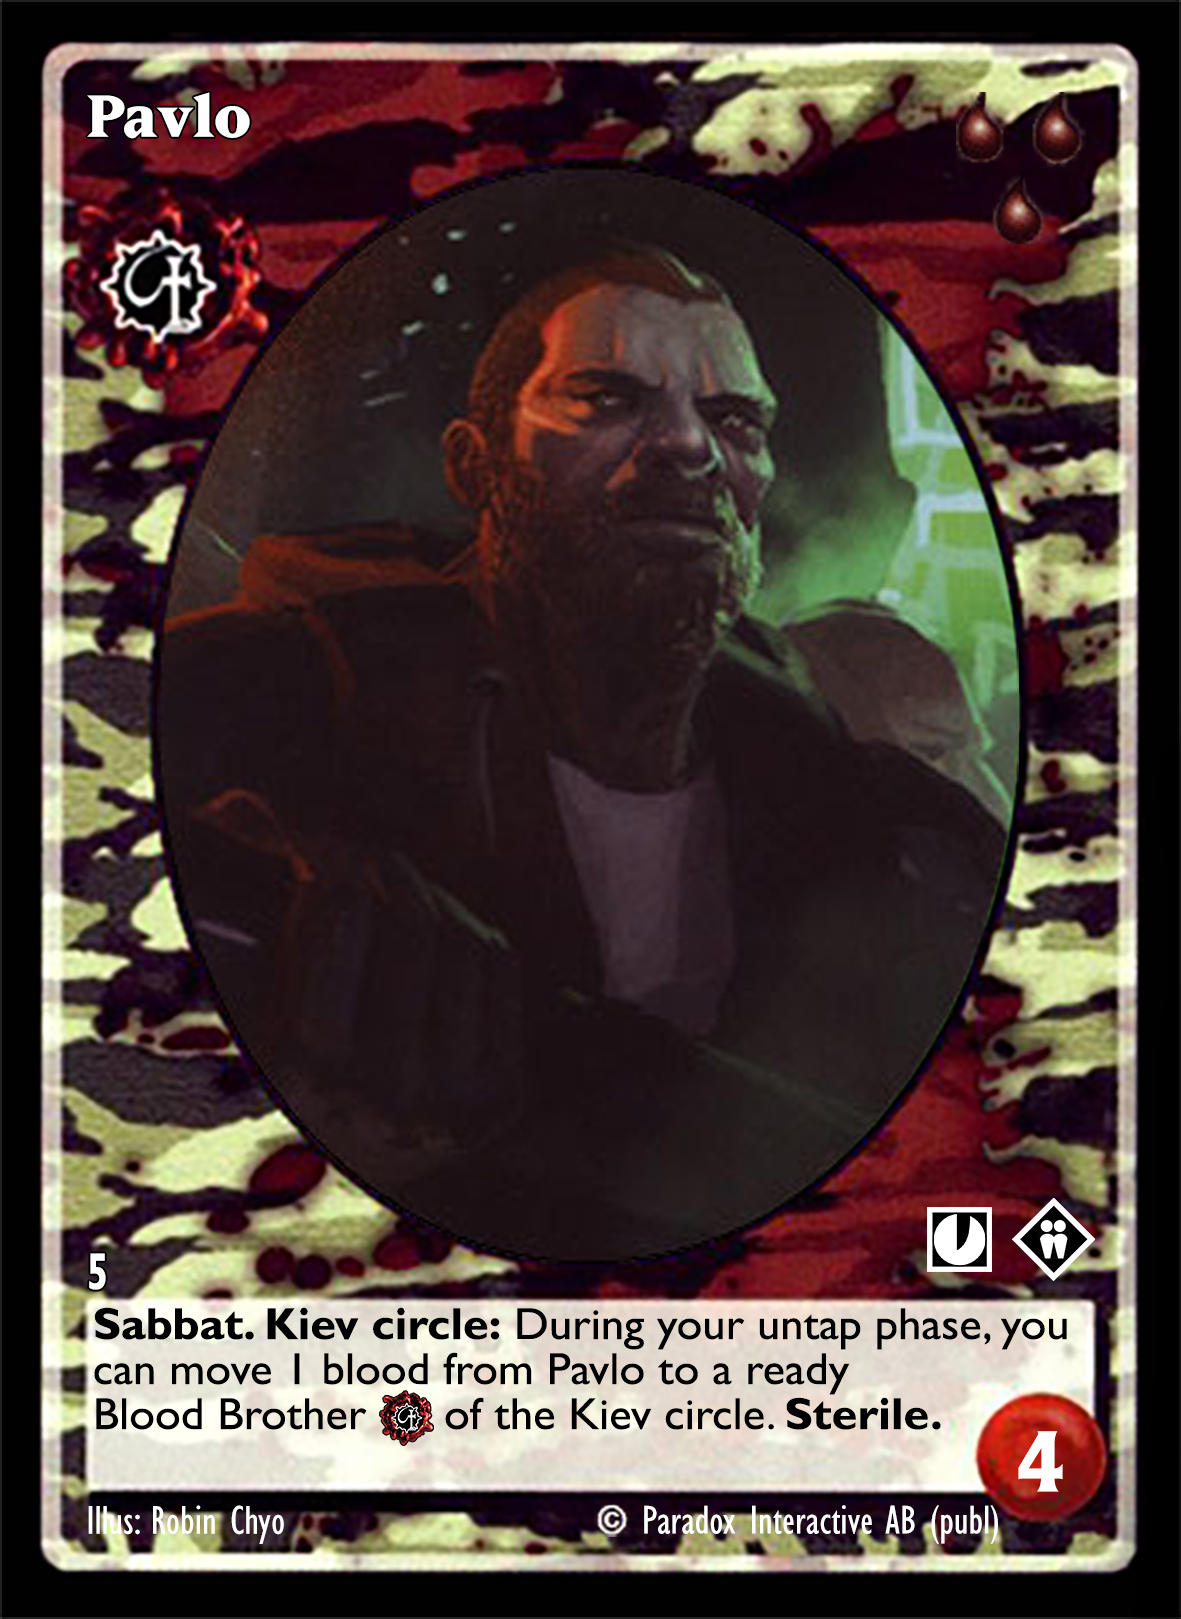 Pavlo
5
Sabbat. Kiev circle: During your untap phase, you
can move 1 blood from Pavlo to a ready
Blood Brother of the Kiev circle. Sterile.
4
Illus: Robin Chyo
© Paradox Interactive AB (publ)